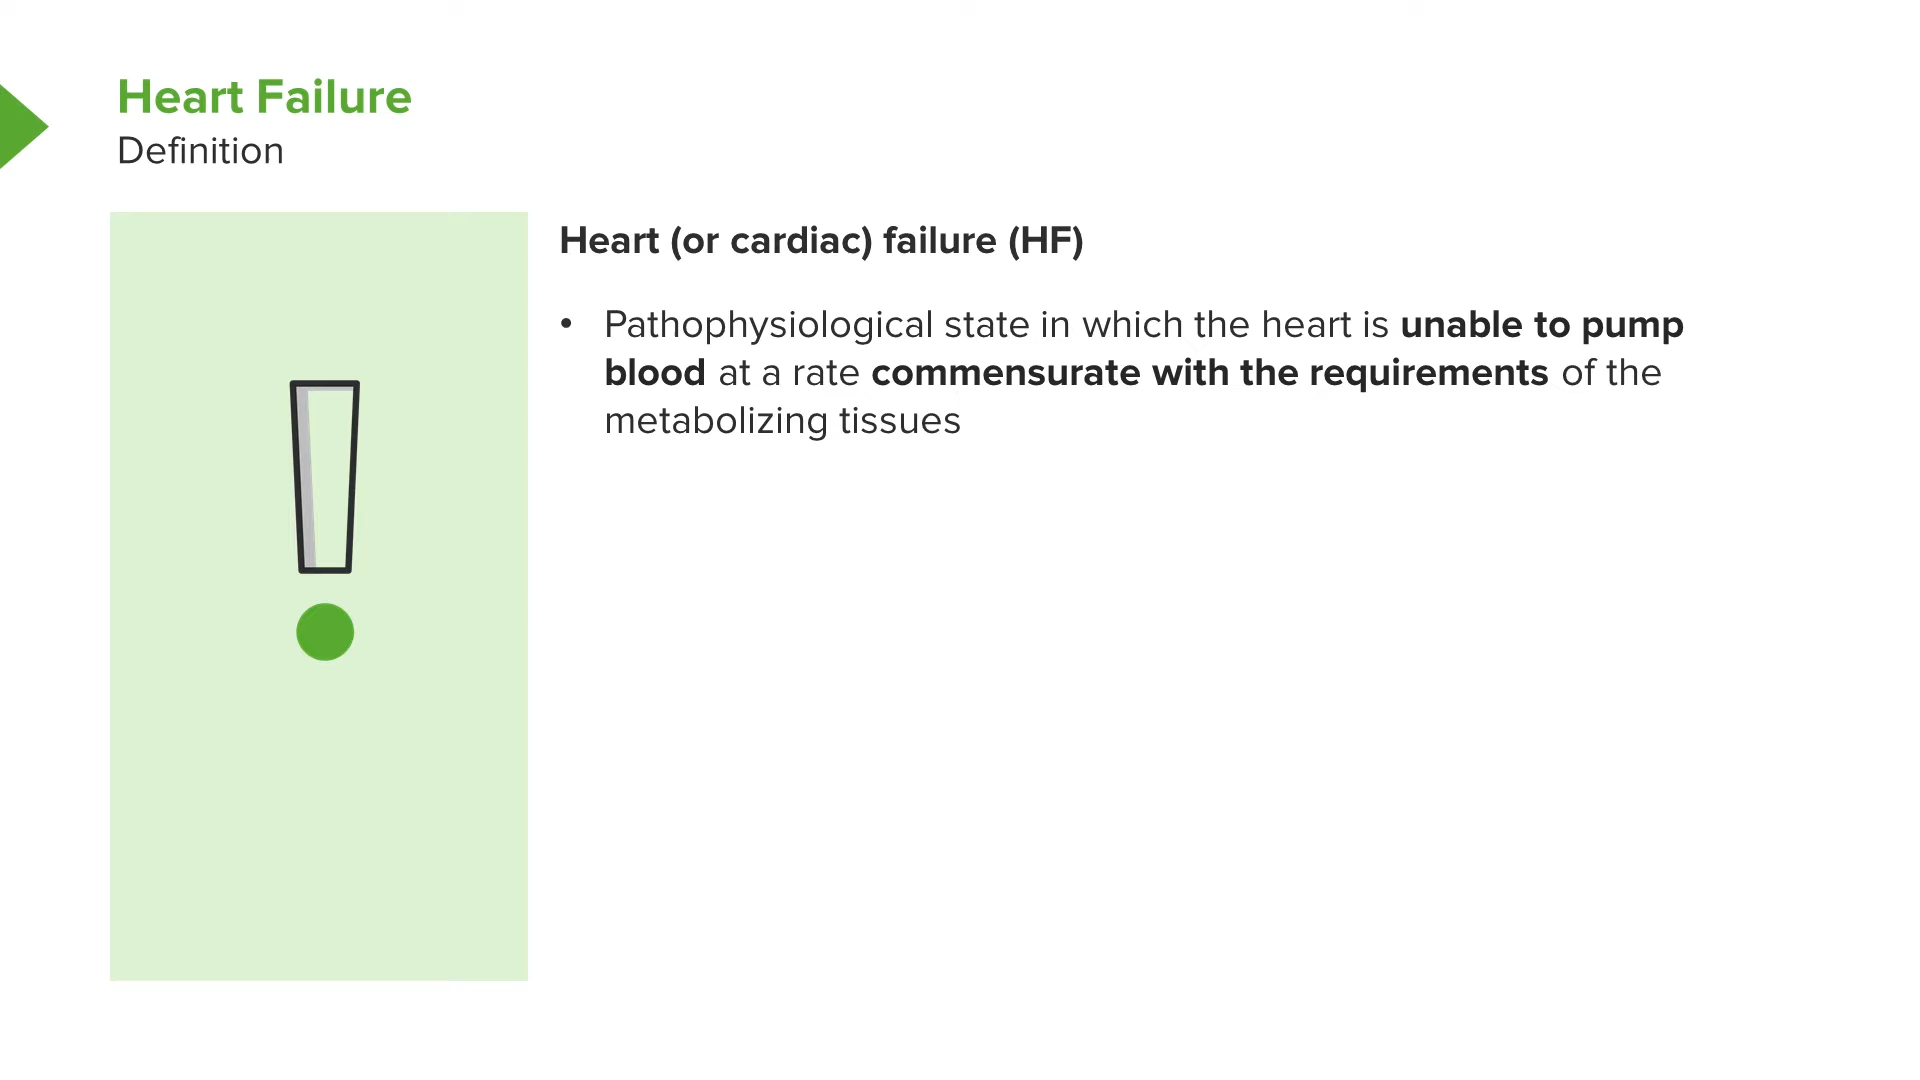 Heart Failure
Definition
Heart (or cardiac) failure (HF)
• Pathophysiological state in which the heart is unable to pump
blood at a rate commensurate with the requirements of the
metabolizing tissues